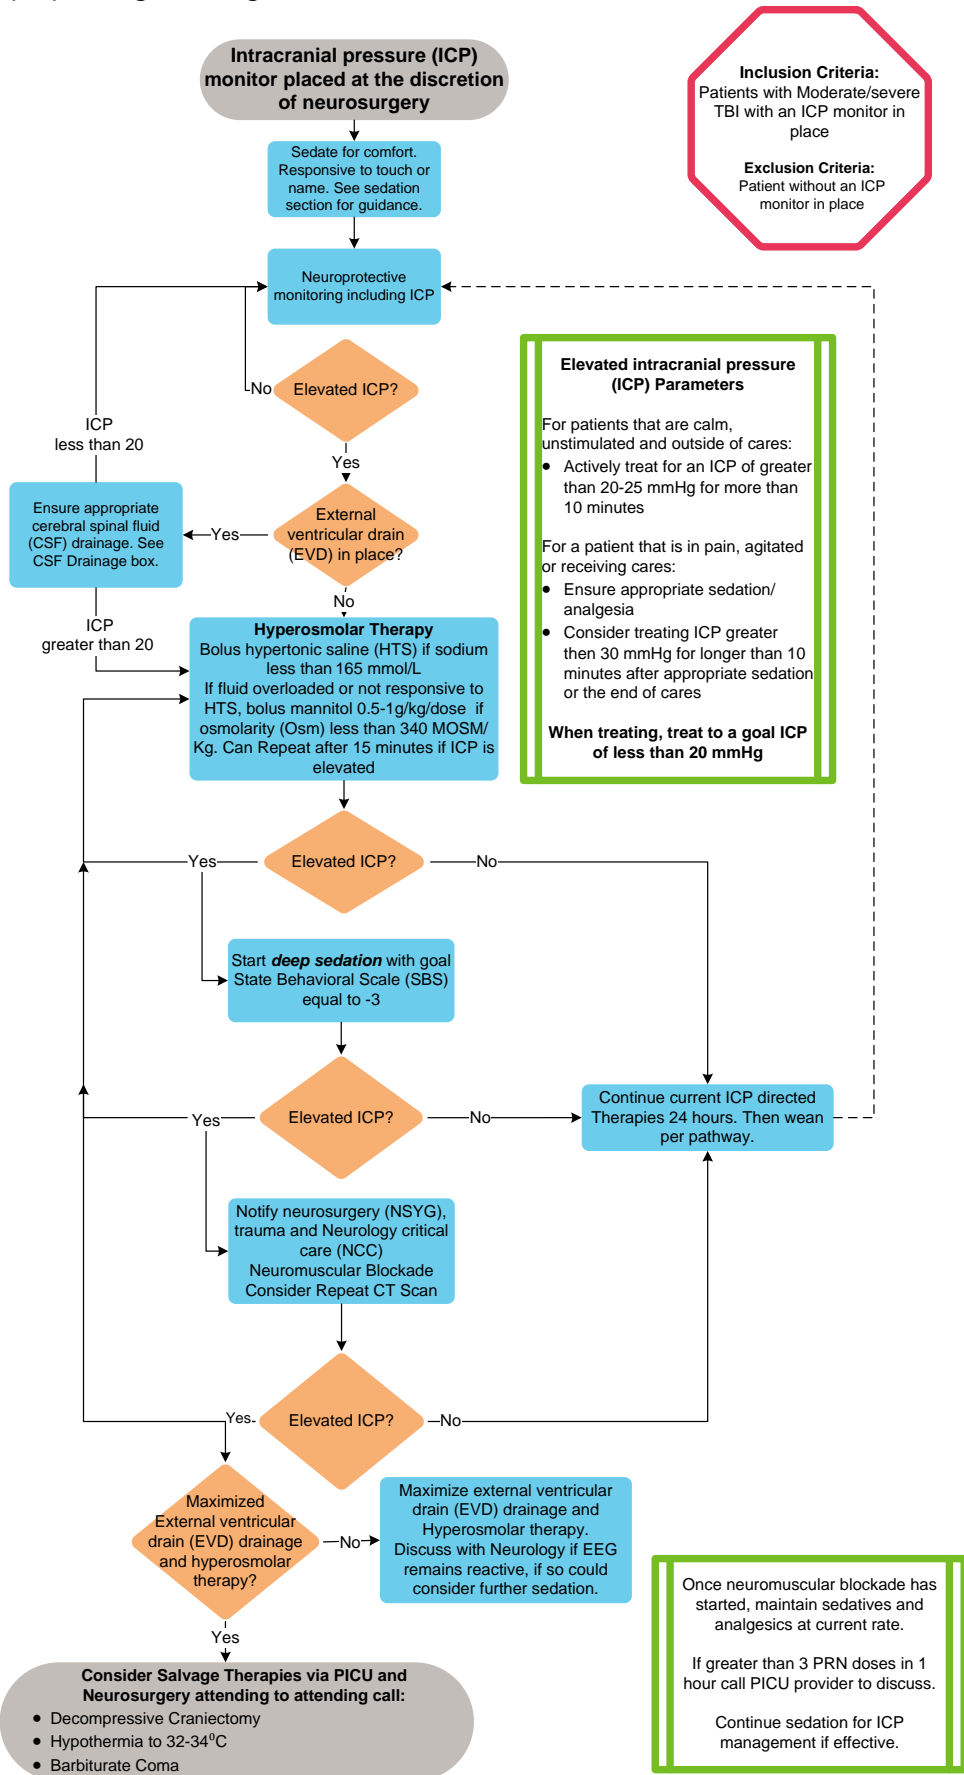 Intracranial pressure (ICP)
monitor placed at the discretion
of neurosurgery
Inclusion Criteria:
Patients with Moderate/severe
TBI with an ICP monitor in
place
Exclusion Criteria:
Patient without an ICP
monitor in place
Sedate for comfort.
Responsive to touch or
name. See sedation
section for guidance.
Neuroprotective
monitoring including ICP
No
Elevated ICP?
Yes
ICP
less than 20
Ensure appropriate
cerebral spinal fluid
(CSF) drainage. See
CSF Drainage box.
Yes
External
ventricular drain
(EVD) in place?
No
ICP
greater than 20
Elevated intracranial pressure
(ICP) Parameters
For patients that are calm,
unstimulated and outside of cares:
● Actively treat for an ICP of greater
than 20-25 mmHg for more than
10 minutes
For a patient that is in pain, agitated
or receiving cares:
● Ensure appropriate sedation/
analgesia
● Consider treating ICP greater
then 30 mmHg for longer than 10
minutes after appropriate sedation
or the end of cares
When treating, treat to a goal ICP
of less than 20 mmHg
Hyperosmolar Therapy
Bolus hypertonic saline (HTS) if sodium
less than 165 mmol/L
If fluid overloaded or not responsive to
HTS, bolus mannitol 0.5-1g/kg/dose if
osmolarity (Osm) less than 340 MOSM/
Kg. Can Repeat after 15 minutes if ICP is
elevated
Yes
Elevated ICP?
No
Start deep sedation with goal
State Behavioral Scale (SBS)
equal to -3
Yes
Elevated ICP?
No
Continue current ICP directed
Therapies 24 hours. Then wean
per pathway.
Notify neurosurgery (NSYG),
trauma and Neurology critical
care (NCC)
Neuromuscular Blockade
Consider Repeat CT Scan
Yes
Elevated ICP?
No
Maximized
External ventricular
drain (EVD) drainage
and hyperosmolar
therapy?
No
Maximize external ventricular
drain (EVD) drainage and
Hyperosmolar therapy.
Discuss with Neurology if EEG
remains reactive, if so could
consider further sedation.
Yes
Consider Salvage Therapies via PICU and
Neurosurgery attending to attending call:
● Decompressive Craniectomy
● Hypothermia to 32-34⁰C
● Barbiturate Coma
Once neuromuscular blockade has
started, maintain sedatives and
analgesics at current rate.
If greater than 3 PRN doses in 1
hour call PICU provider to discuss.
Continue sedation for ICP
management if effective.